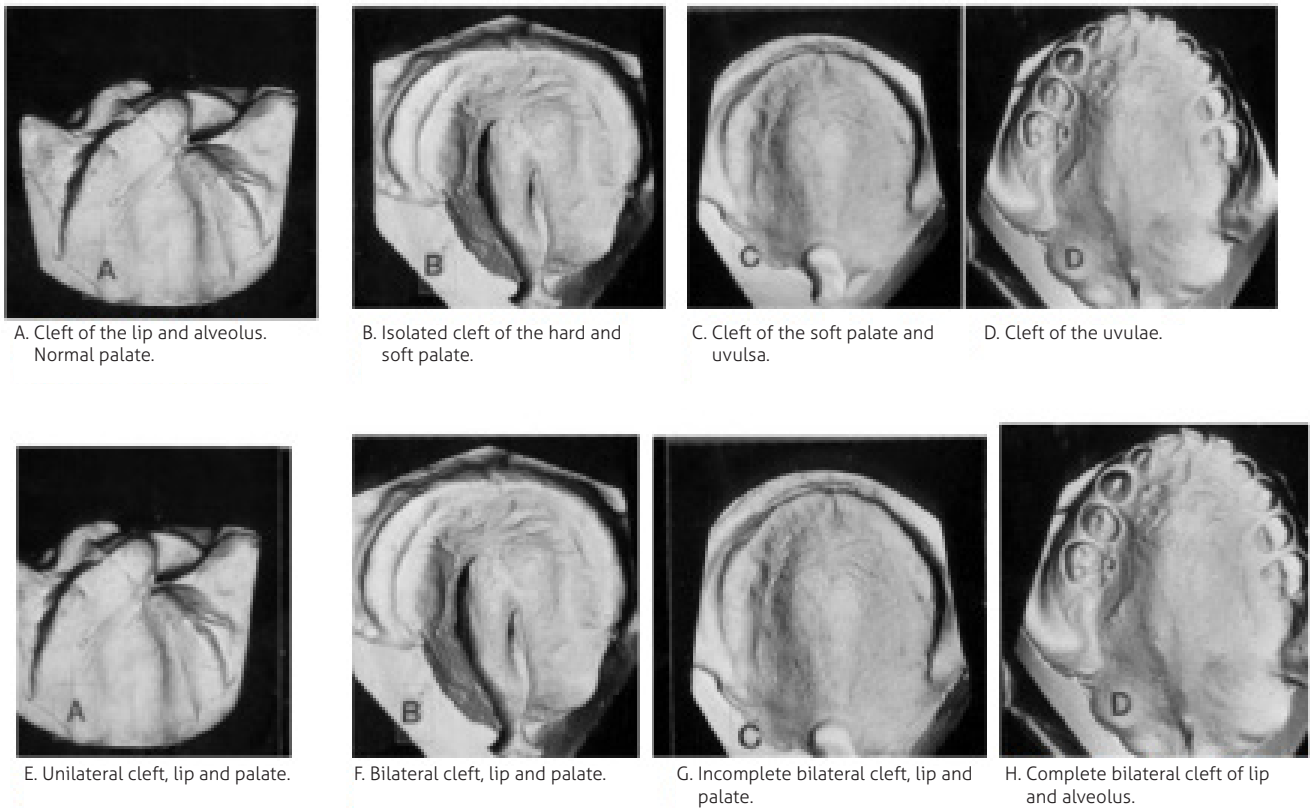 A
B
C
D
A. Cleft of the lip and alveolus.
Normal palate.
B. Isolated cleft of the hard and
soft palate.
C. Cleft of the soft palate and
uvulsa.
D. Cleft of the uvulae.
A
B
C
D
E. Unilateral cleft, lip and palate.
F. Bilateral cleft, lip and palate.
G. Incomplete bilateral cleft, lip and
palate.
H. Complete bilateral cleft of lip
and alveolus.